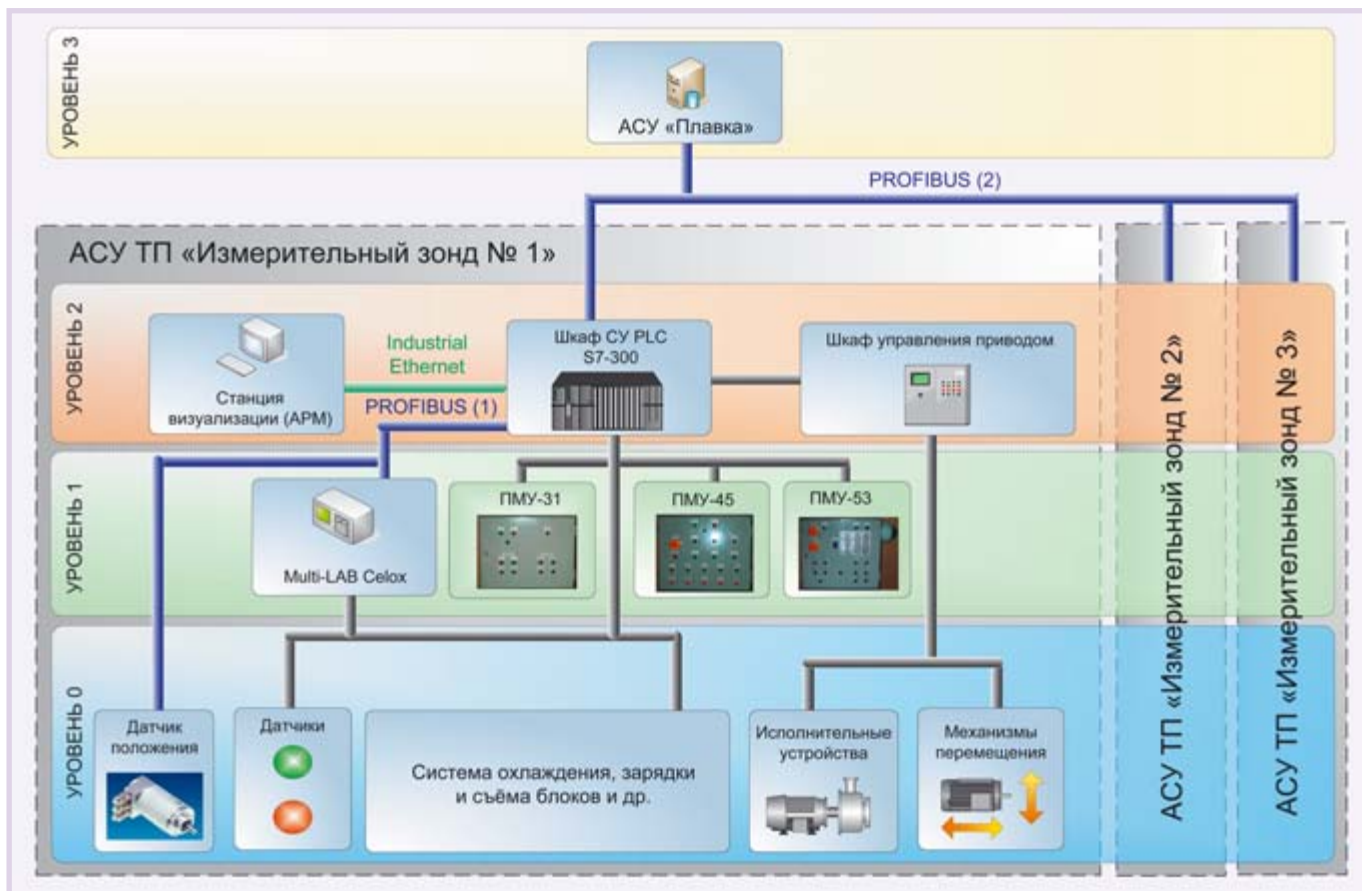 УРОВЕНЬ 3
АСУ «Плавка»
PROFIBUS (2)
АСУ ТП «Измерительный зонд № 1»
УРОВЕНЬ 2
Станция
визуализации (АРМ)
Industrial
Ethernet
PROFIBUS (1)
Шкаф СУ PLC
S7-300
Шкаф управления приводом
УРОВЕНЬ 1
Multi-LAB Celox
ПМУ-31
ПМУ-45
ПМУ-53
УРОВЕНЬ 0
Датчик
положения
Датчики
Система охлаждения, зарядки
и съёма блоков и др.
Исполнительные
устройства
Механизмы
перемещения
АСУ ТП «Измерительный зонд № 2»
АСУ ТП «Измерительный зонд № 3»